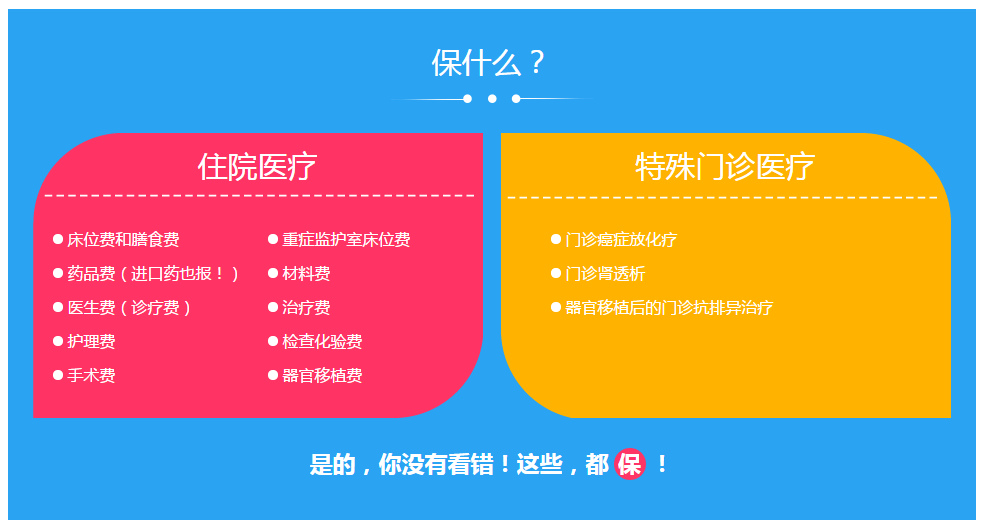 保什么？
住院医疗
床位费和膳食费
药品费（进口药也报！）
医生费（诊疗费）
护理费
手术费
重症监护室床位费
材料费
治疗费
检查化验费
器官移植费
特殊门诊医疗
门诊癌症放化疗
门诊肾透析
器官移植后的门诊抗排异治疗
是的，你没有看错！这些，都 保 ！